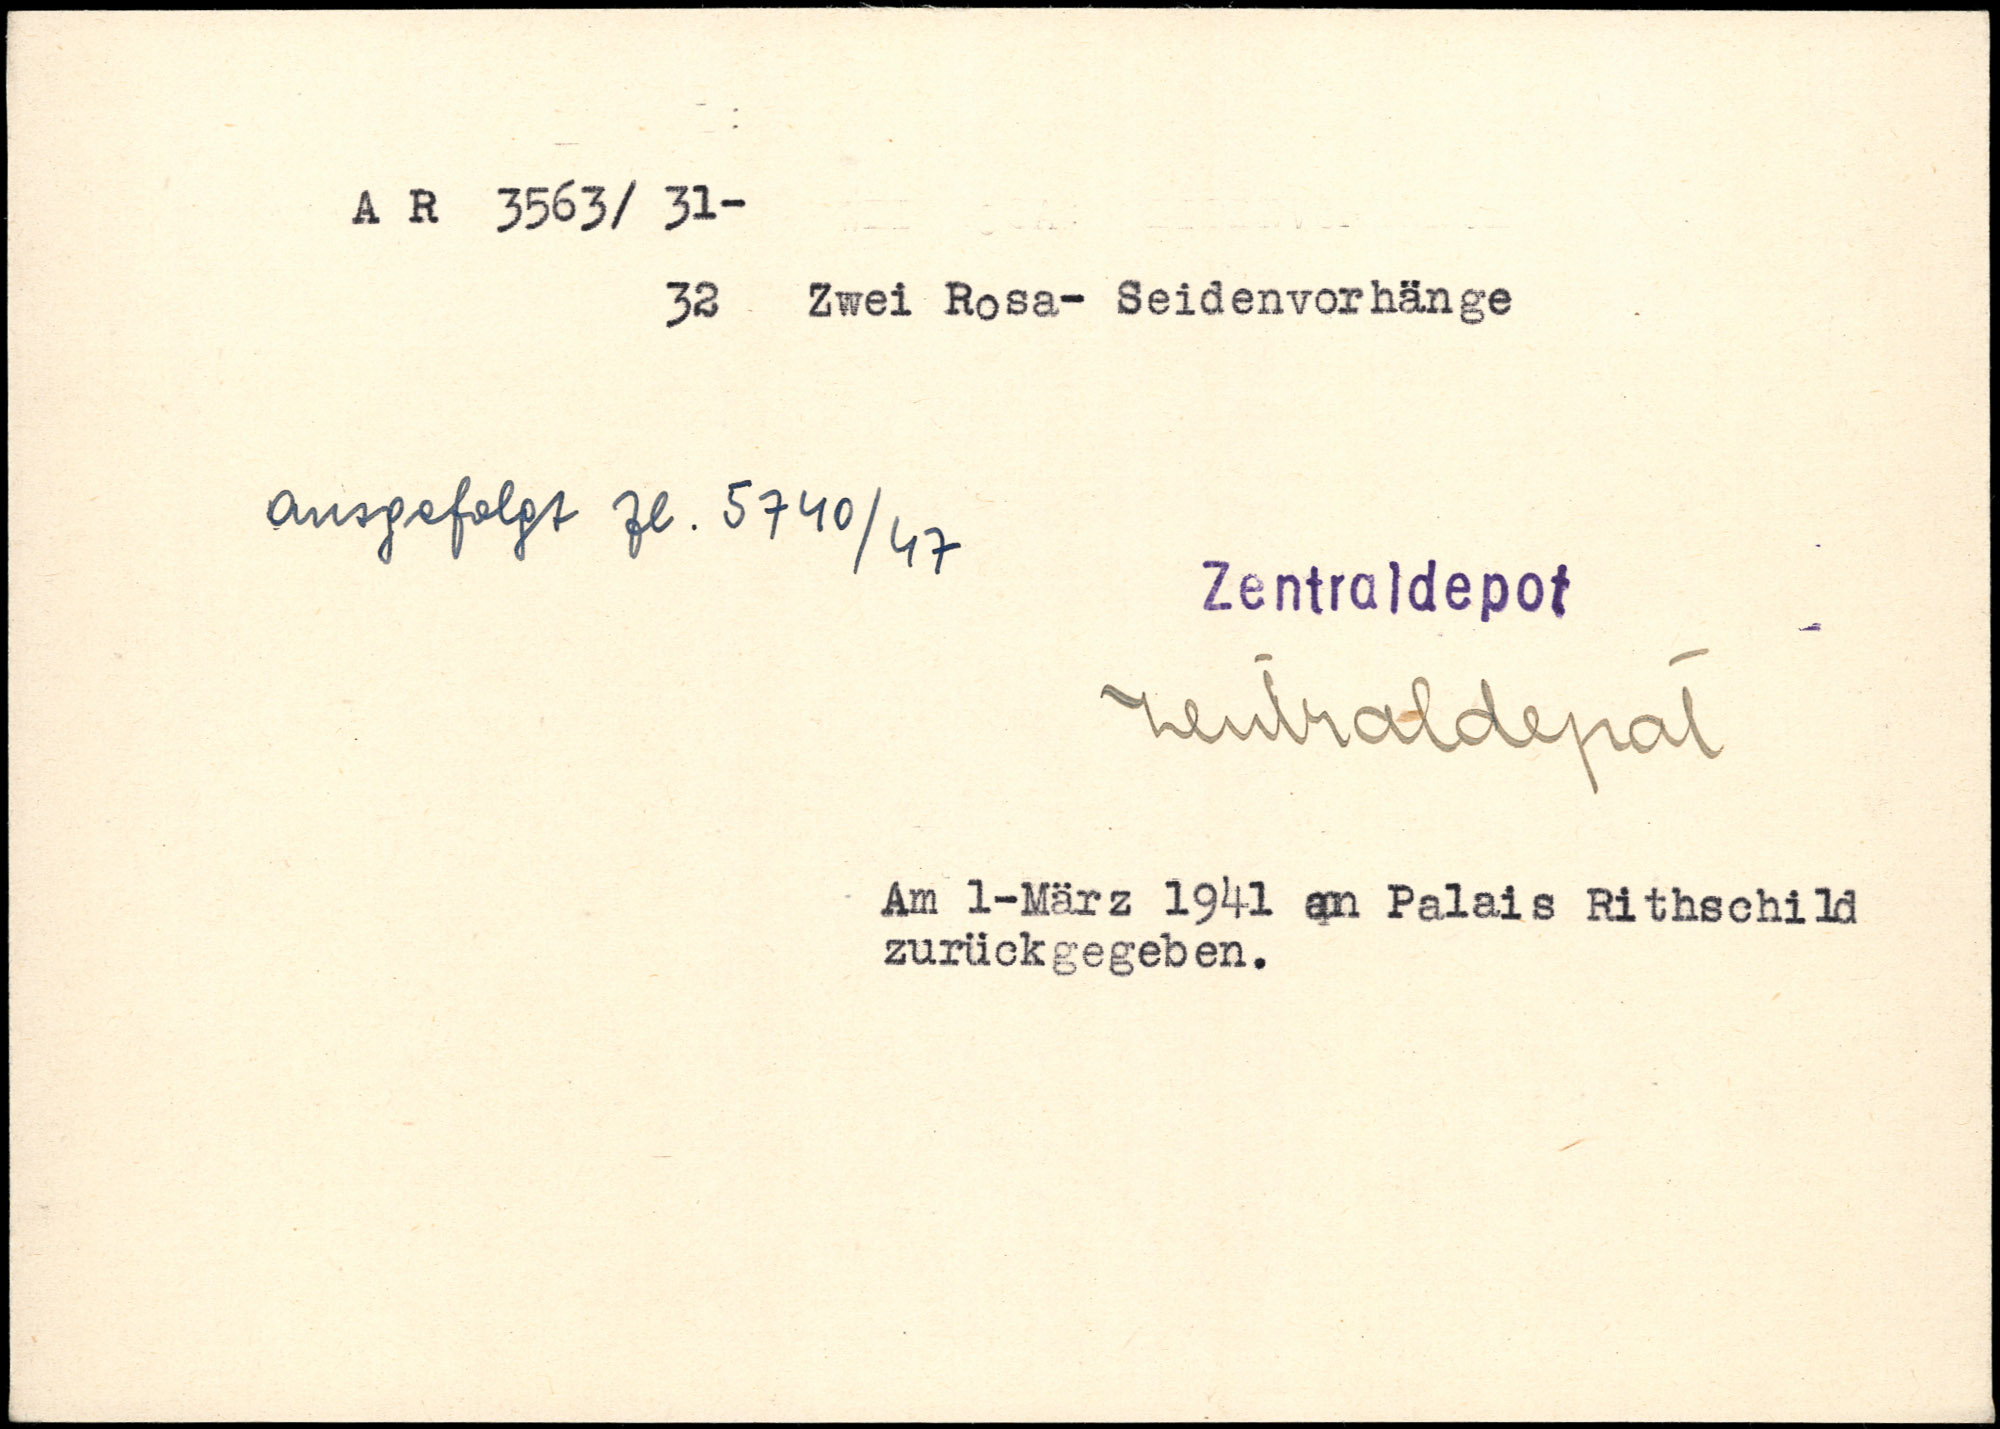 A R 3563/ 31-
32 Zwei Rosa- Seidenvorhänge
ausgefolgt Zl. 5740/47
Zentraldepot
Zentraldepot
Am 1-März 1941 an Palais Rithschild
zurückgegeben.